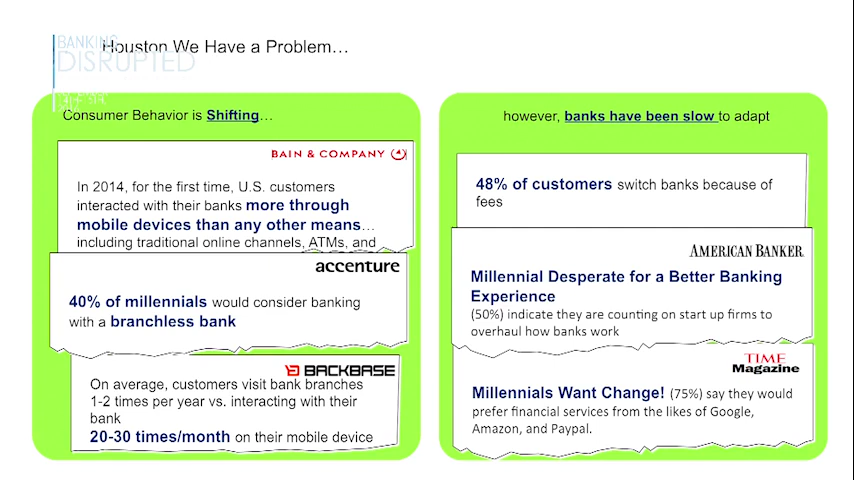 BANKING
DISRUPTED
Houston We Have a Problem…
Consumer Behavior is Shifting…
BAIN & COMPANY
In 2014, for the first time, U.S. customers
interacted with their banks more through
mobile devices than any other means…
including traditional online channels, ATMs, and
accenture
40% of millennials would consider banking
with a branchless bank
BACKBASE
On average, customers visit bank branches
1-2 times per year vs. interacting with their
bank
20-30 times/month on their mobile device
however, banks have been slow to adapt
48% of customers switch banks because of
fees
AMERICAN BANKER.
Millennial Desperate for a Better Banking
Experience
(50%) indicate they are counting on start up firms to
overhaul how banks work
TIME
Magazine
Millennials Want Change! (75%) say they would
prefer financial services from the likes of Google,
Amazon, and Paypal.